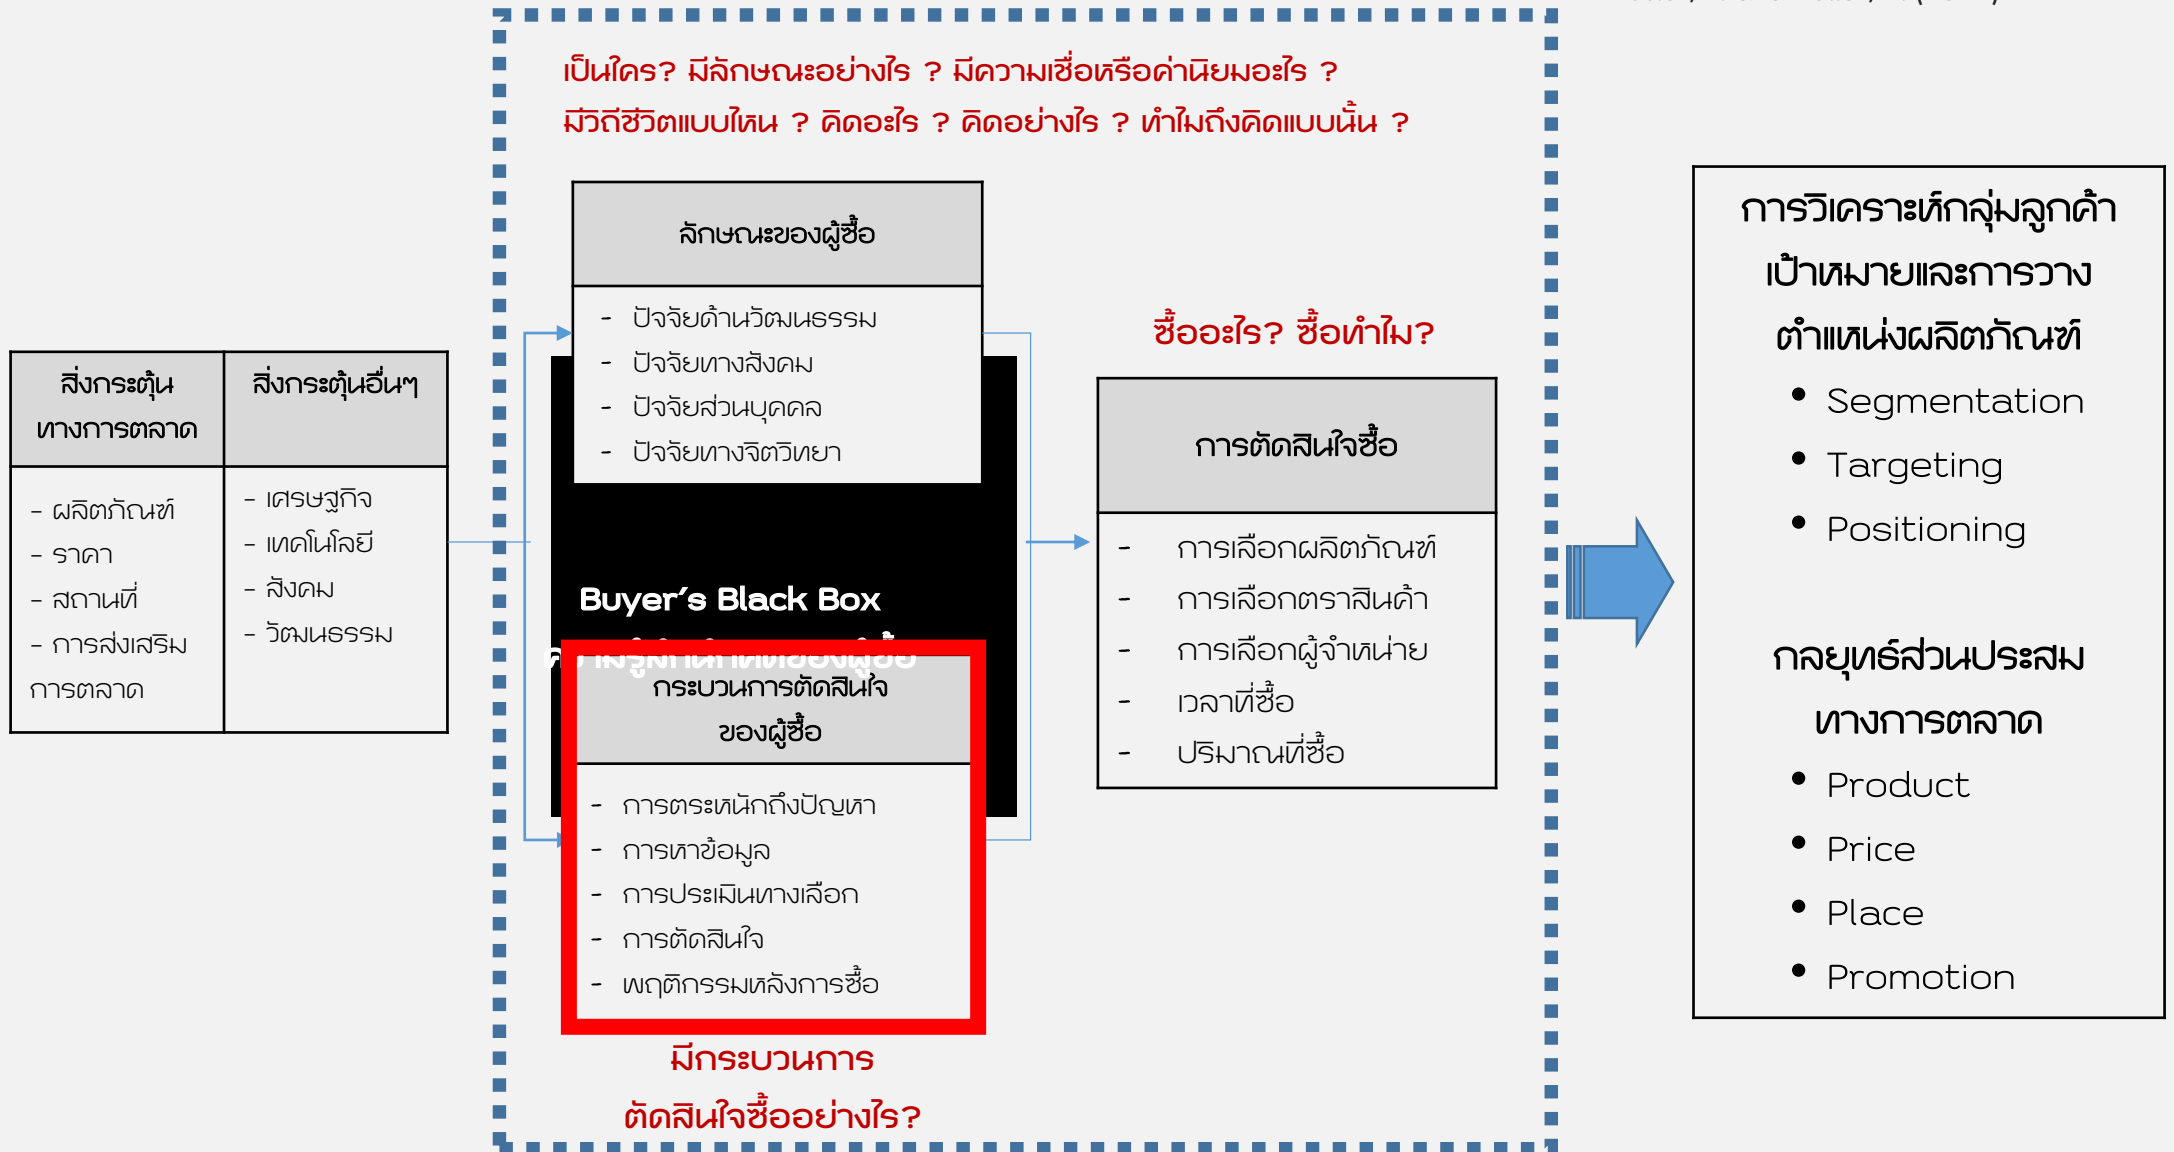 เป็นใคร? มีลักษณะอย่างไร ? มีความเชื่อหรือค่านิยมอะไร ?
มีวิถีชีวิตแบบไหน ? คิดอะไร ? คิดอย่างไร ? ทำไมถึงคิดแบบนั้น ?
สิ่งกระตุ้น
ทางการตลาด
- ผลิตภัณฑ์
- ราคา
- สถานที่
- การส่งเสริม
การตลาด
สิ่งกระตุ้นอื่นๆ
- เศรษฐกิจ
- เทคโนโลยี
- สังคม
- วัฒนธรรม
ลักษณะของผู้ซื้อ
- ปัจจัยด้านวัฒนธรรม
- ปัจจัยทางสังคม
- ปัจจัยส่วนบุคคล
- ปัจจัยทางจิตวิทยา
Buyer’s Black Box
กระบวนการตัดสินใจ
ของผู้ซื้อ
- การตระหนักถึงปัญหา
- การหาข้อมูล
- การประเมินทางเลือก
- การตัดสินใจ
- พฤติกรรมหลังการซื้อ
มีกระบวนการ
ตัดสินใจซื้ออย่างไร?
ซื้ออะไร? ซื้อทำไม?
การตัดสินใจซื้อ
- การเลือกผลิตภัณฑ์
- การเลือกตราสินค้า
- การเลือกผู้จำหน่าย
- เวลาที่ซื้อ
- ปริมาณที่ซื้อ
การวิเคราะห์กลุ่มลูกค้า
เป้าหมายและการวาง
ตำแหน่งผลิตภัณฑ์
• Segmentation
• Targeting
• Positioning
กลยุทธ์ส่วนประสม
ทางการตลาด
• Product
• Price
• Place
• Promotion